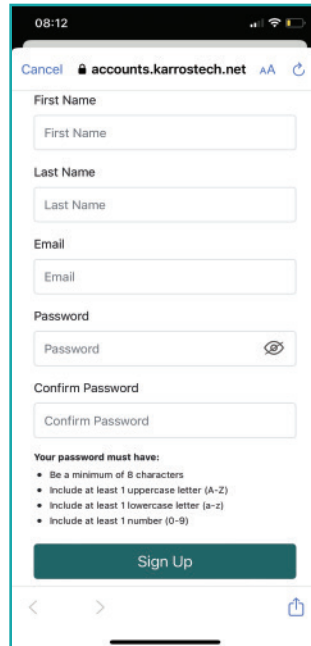 08:12
Cancel accounts.karrostech.net AA
First Name
First Name
Last Name
Last Name
Email
Email
Password
Password
Confirm Password
Confirm Password
Your password must have:
• Be a minimum of 8 characters
• Include at least 1 uppercase letter (A-Z)
• Include at least 1 lowercase letter (a-z)
• Include at least 1 number (0-9)
Sign Up